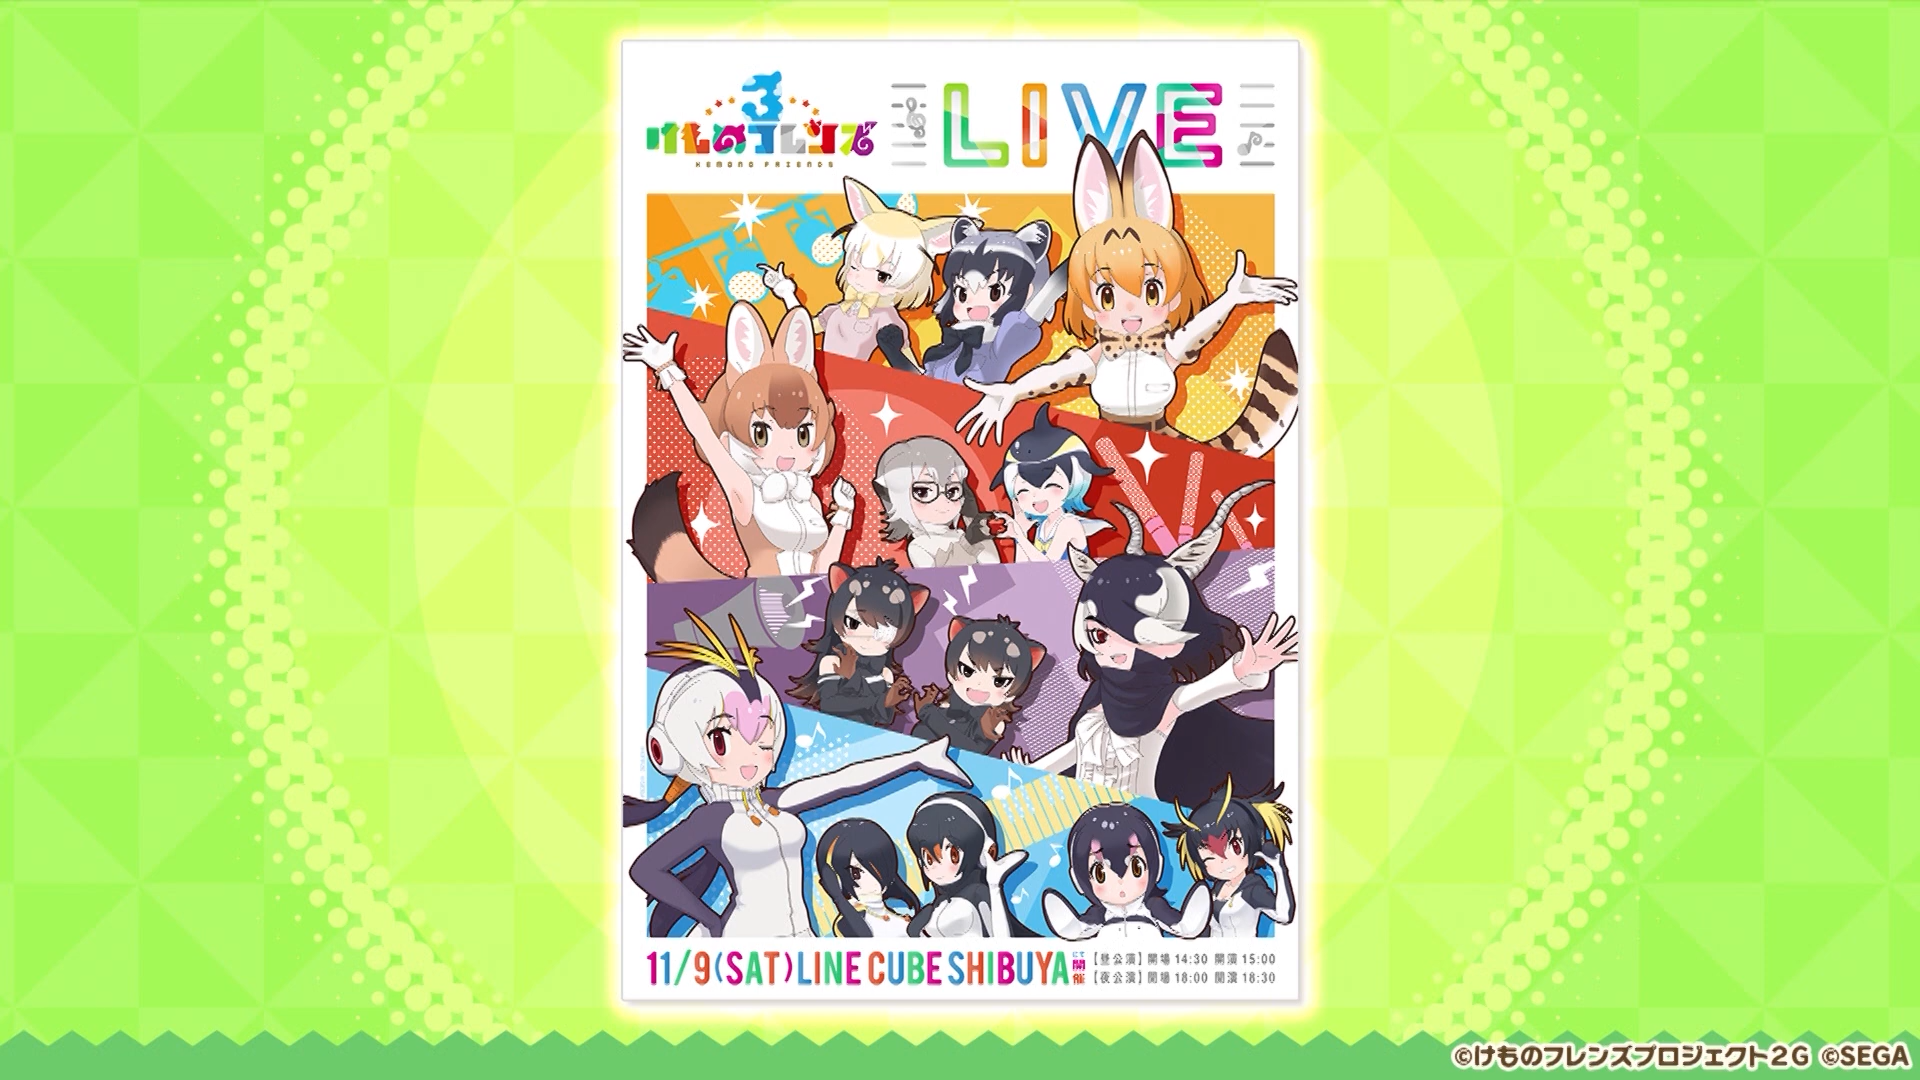 3
けものフレンズ
KEMONO FRIENDS
LIVE
11/9(SAT)LINE CUBE SHIBUYA にて開催
【昼公演】開場 14:30 開演 15:00
【夜公演】開場 18:00 開演 18:30
©けものフレンズプロジェクト2G ©SEGA